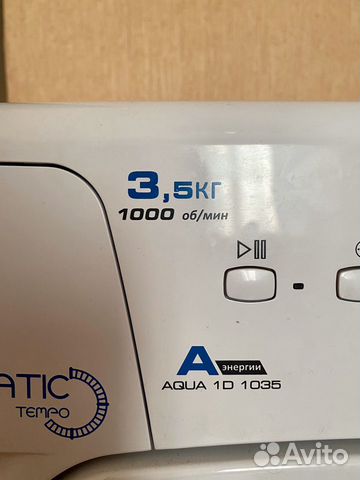 3,5кг
1000 об/мин
A энергии
AQUA 1D 1035
ATIC
TEMPO
Avito